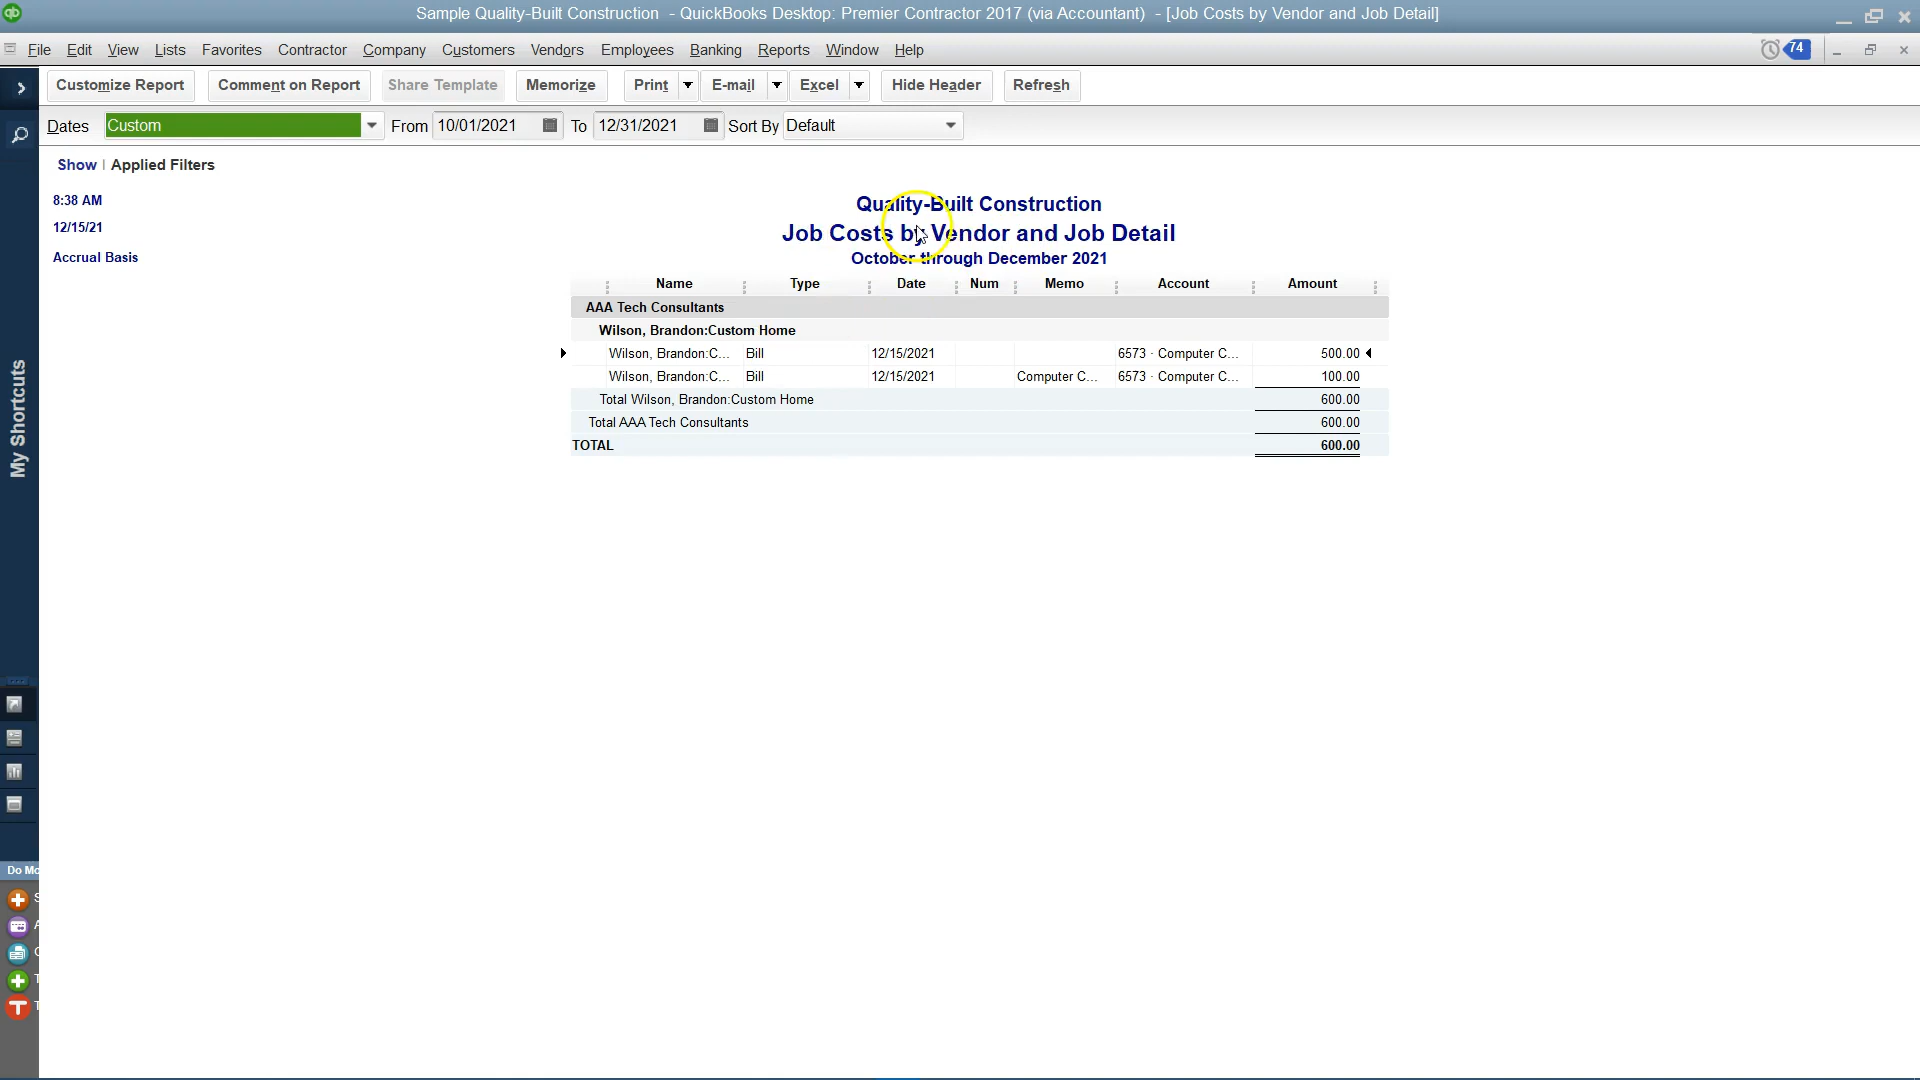 Sample Quality-Built Construction - QuickBooks Desktop: Premier Contractor 2017 (via Accountant) - [Job Costs by Vendor and Job Detail]
File Edit View Lists Favorites Contractor Company Customers Vendors Employees Banking Reports Window Help 74
Customize Report Comment on Report Share Template Memorize Print E-mail Excel Hide Header Refresh
Dates Custom From 10/01/2021 To 12/31/2021 Sort By Default
Show | Applied Filters
8:38 AM
12/15/21
Accrual Basis
Quality-Built Construction
Job Costs by Vendor and Job Detail
October through December 2021
Name Type Date Num Memo Account Amount
AAA Tech Consultants
Wilson, Brandon:Custom Home
Wilson, Brandon:C... Bill 12/15/2021 6573 · Computer C... 500.00
Wilson, Brandon:C... Bill 12/15/2021 Computer C... 6573 · Computer C... 100.00
Total Wilson, Brandon:Custom Home 600.00
Total AAA Tech Consultants 600.00
TOTAL 600.00
My Shortcuts
Do Mo